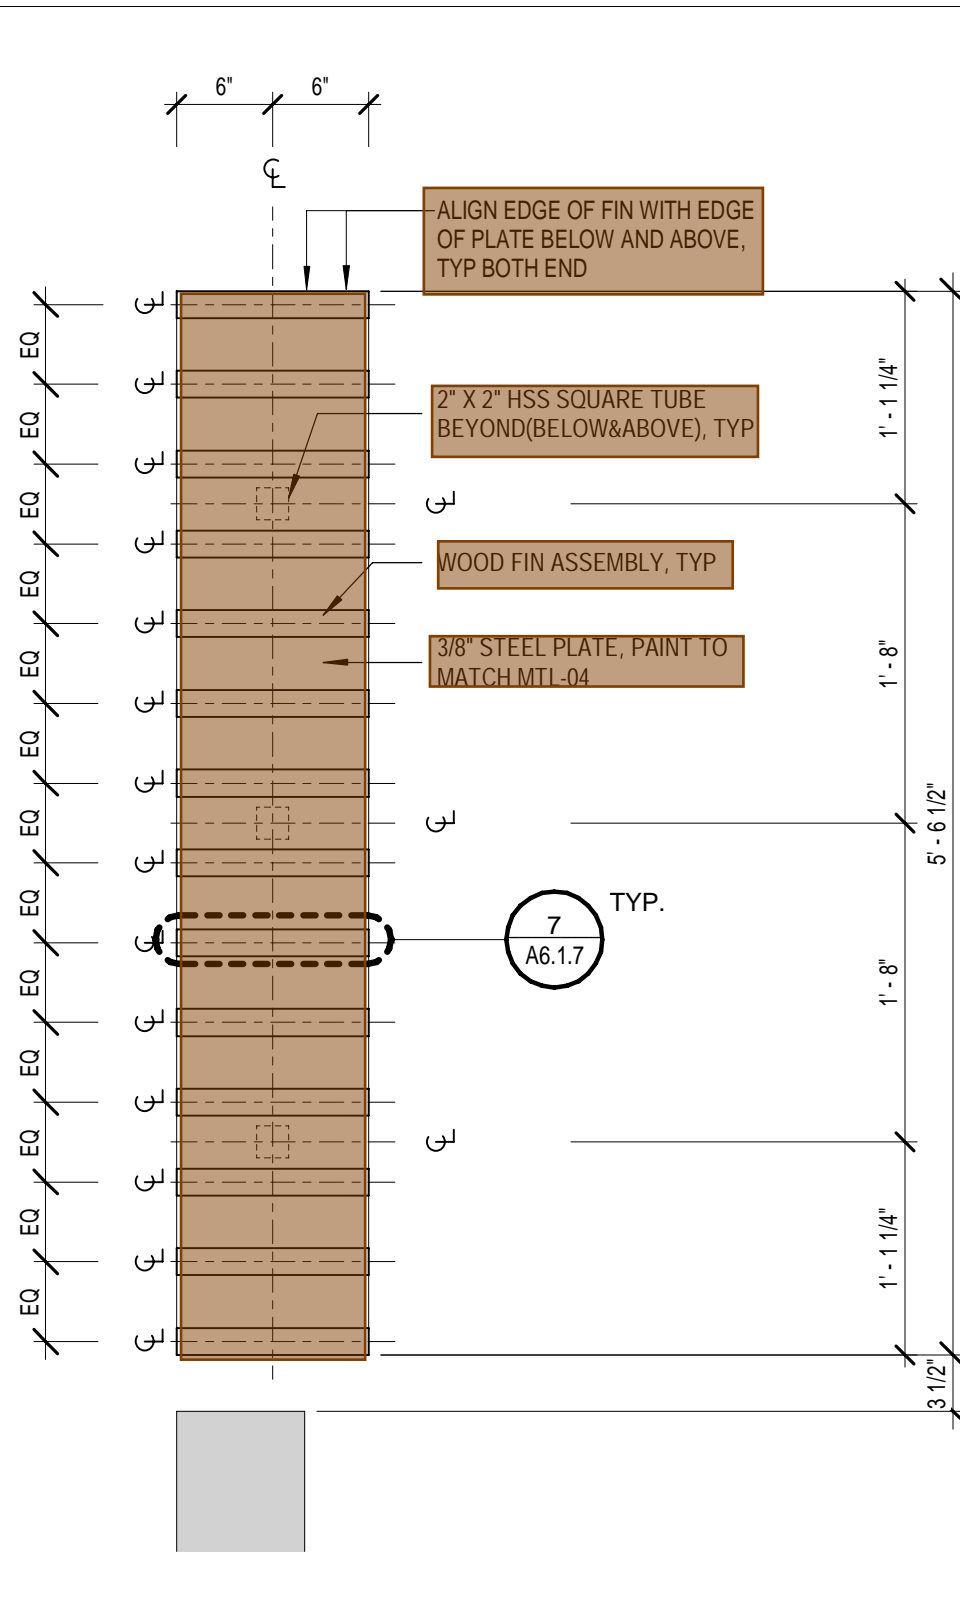 6" 6"
ALIGN EDGE OF FIN WITH EDGE
OF PLATE BELOW AND ABOVE,
TYP BOTH END
2" X 2" HSS SQUARE TUBE
BEYOND(BELOW&ABOVE), TYP
WOOD FIN ASSEMBLY, TYP
3/8" STEEL PLATE, PAINT TO
MATCH MTL-04
7
A6.1.7
TYP.
EQ
EQ
EQ
EQ
EQ
EQ
EQ
EQ
EQ
EQ
EQ
EQ
EQ
1' - 1 1/4"
1' - 8"
1' - 8"
1' - 1 1/4"
5' - 6 1/2"
3 1/2"